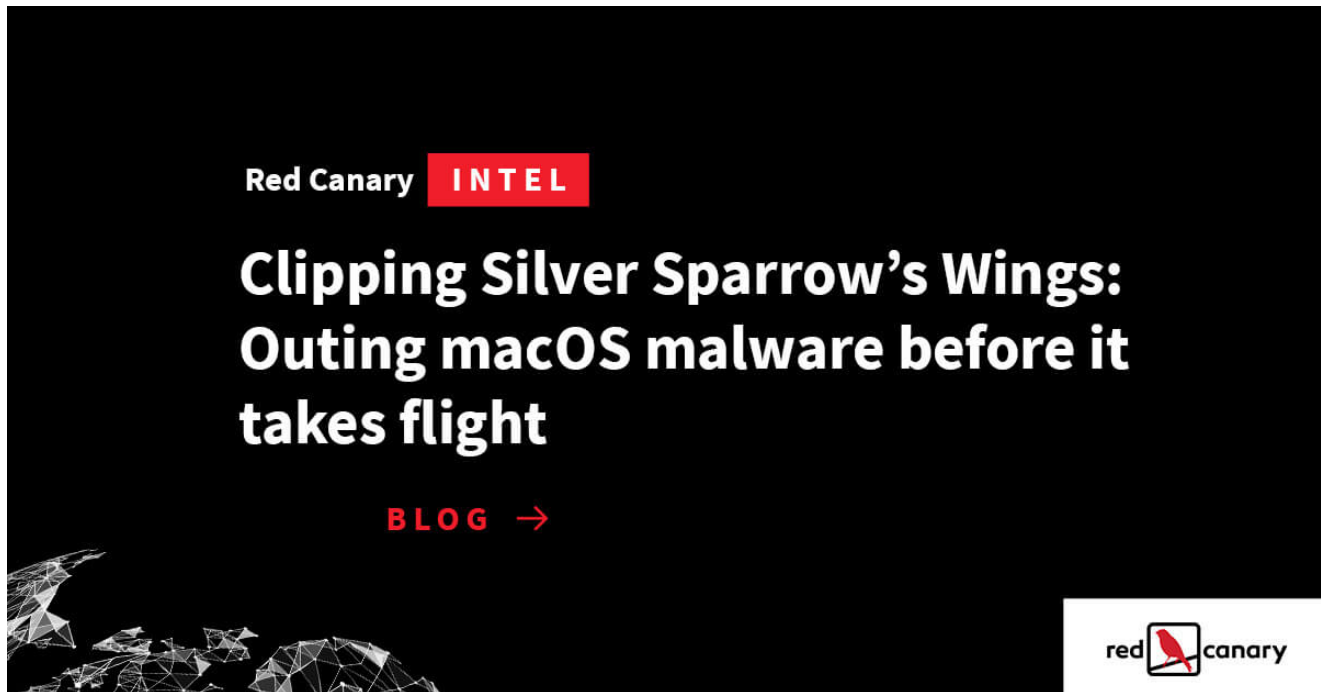 Red Canary INTEL
Clipping Silver Sparrow’s Wings:
Outing macOS malware before it
takes flight
BLOG →
red canary